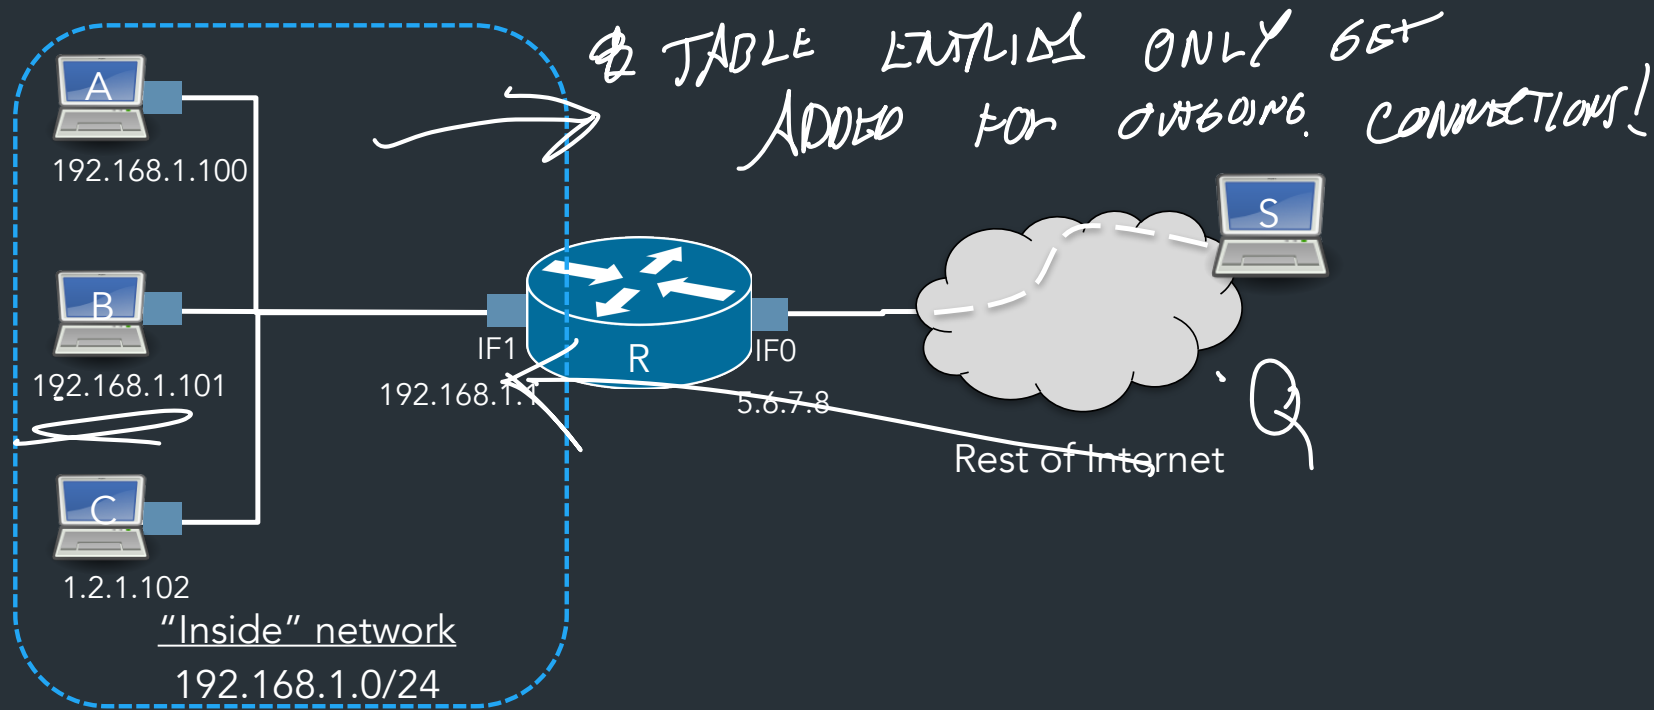 TABLE ENTRIES ONLY GET
ADDED FOR OUTGOING CONNECTIONS!
A
192.168.1.100
S
B
192.168.1.101
IF1
R
IF0
192.168.1.1
5.6.7.8
Q
Rest of Internet
C
1.2.1.102
“Inside” network
192.168.1.0/24